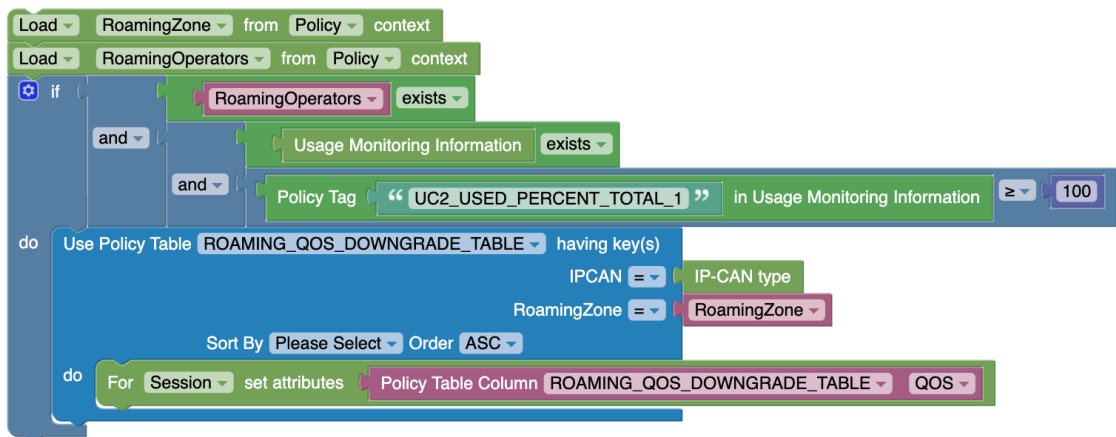 Load RoamingZone from Policy context
Load RoamingOperators from Policy context
if RoamingOperators exists
and Usage Monitoring Information exists
and Policy Tag “ UC2_USED_PERCENT_TOTAL_1 ” in Usage Monitoring Information ≥ 100
do Use Policy Table ROAMING_QOS_DOWNGRADE_TABLE having key(s)
IPCAN = IP-CAN type
RoamingZone = RoamingZone
Sort By Please Select Order ASC
do For Session set attributes Policy Table Column ROAMING_QOS_DOWNGRADE_TABLE QOS